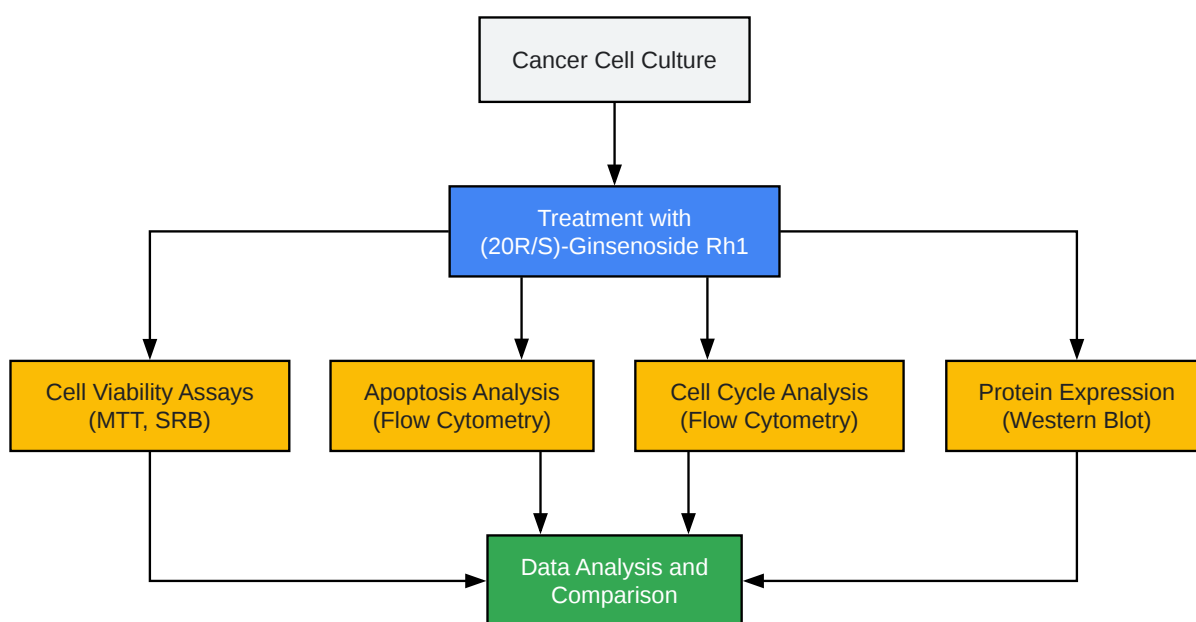 Cancer Cell Culture
Treatment with
(20R/S)-Ginsenoside Rh1
Cell Viability Assays
(MTT, SRB)
Apoptosis Analysis
(Flow Cytometry)
Cell Cycle Analysis
(Flow Cytometry)
Protein Expression
(Western Blot)
Data Analysis and
Comparison